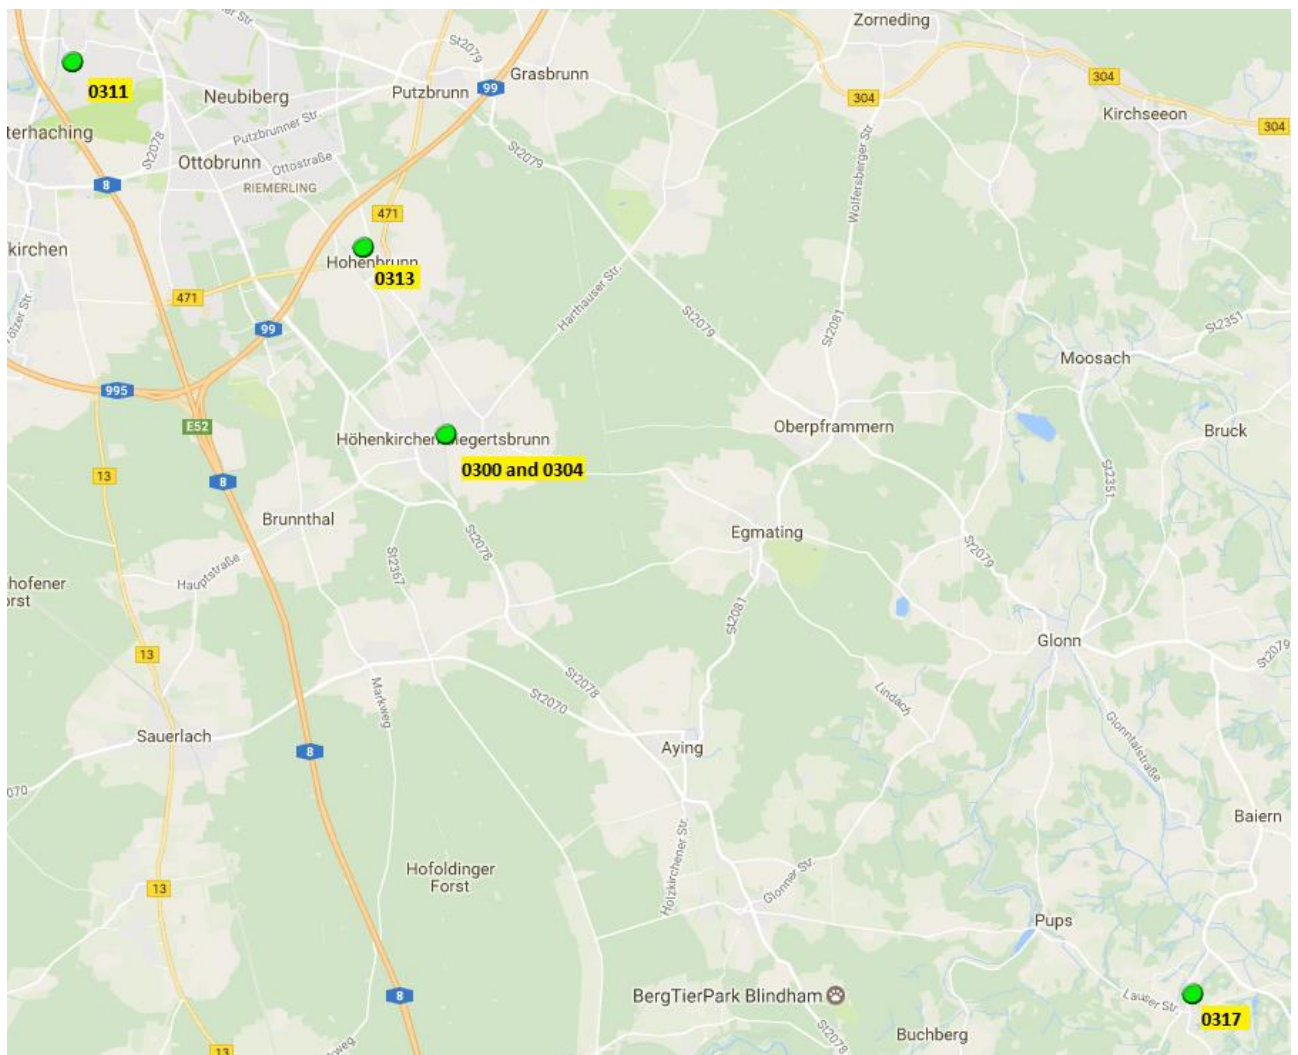 Zorneding
St2079
Grasbrunn
0311
Neubiberg
Putzbrunn
99
304
304
Kirchseeon
304
terhaching
Putzbrunner Str.
St2078
Ottobrunn
Ottostraße
St2079
Wolfersberger Str.
8
RIEMERLING
471
kirchen
Hohenbrunn
0313
471
Harthauser Str.
St2079
St2081
St2351
99
Moosach
995
E52
Höhenkirchen
iegertsbrunn
Oberpframmern
Bruck
0300 and 0304
13
8
St2351
Brunnthal
Egmating
St2078
St2367
St2079
Hauptstraße
hofener
orst
St2081
Glonn
13
St2079
St2078
Markweg
St2070
Lindach
Glonntalstraße
Sauerlach
8
Aying
070
Baiern
Holzkirchener Str.
Hofoldinger
Forst
Glonner Str.
13
Pups
8
BergTierPark Blindham
Lauser Str.
0317
Buchberg
St2078
13